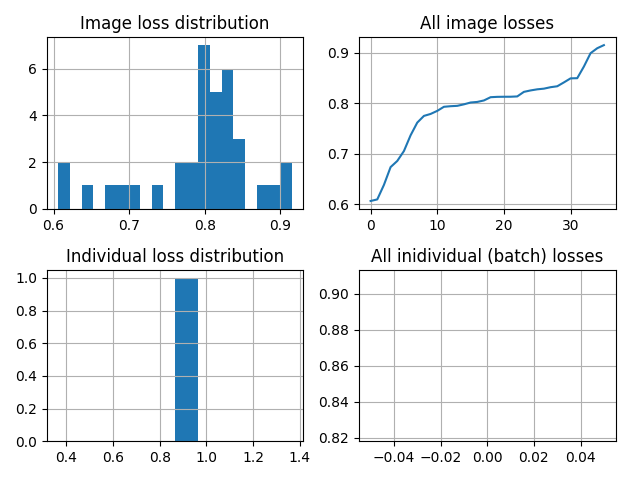 Image loss distribution
All image losses
6
4
2
0
0.6 0.7 0.8 0.9
0.9
0.8
0.7
0.6
0 10 20 30
Individual loss distribution
All inidividual (batch) losses
1.0
0.8
0.6
0.4
0.2
0.0
0.4 0.6 0.8 1.0 1.2 1.4
0.90
0.88
0.86
0.84
0.82
−0.04 −0.02 0.00 0.02 0.04